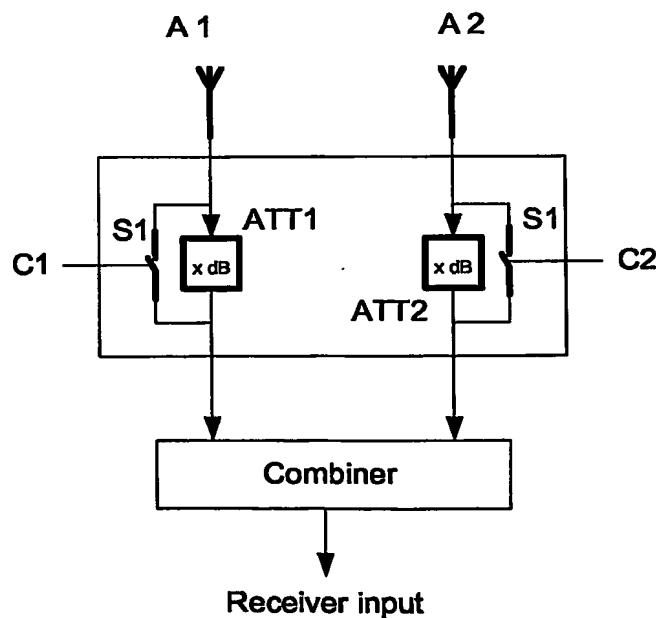 A 1
A 2
S1
ATT1
S1
C1
x dB
x dB
C2
ATT2
Combiner
Receiver input